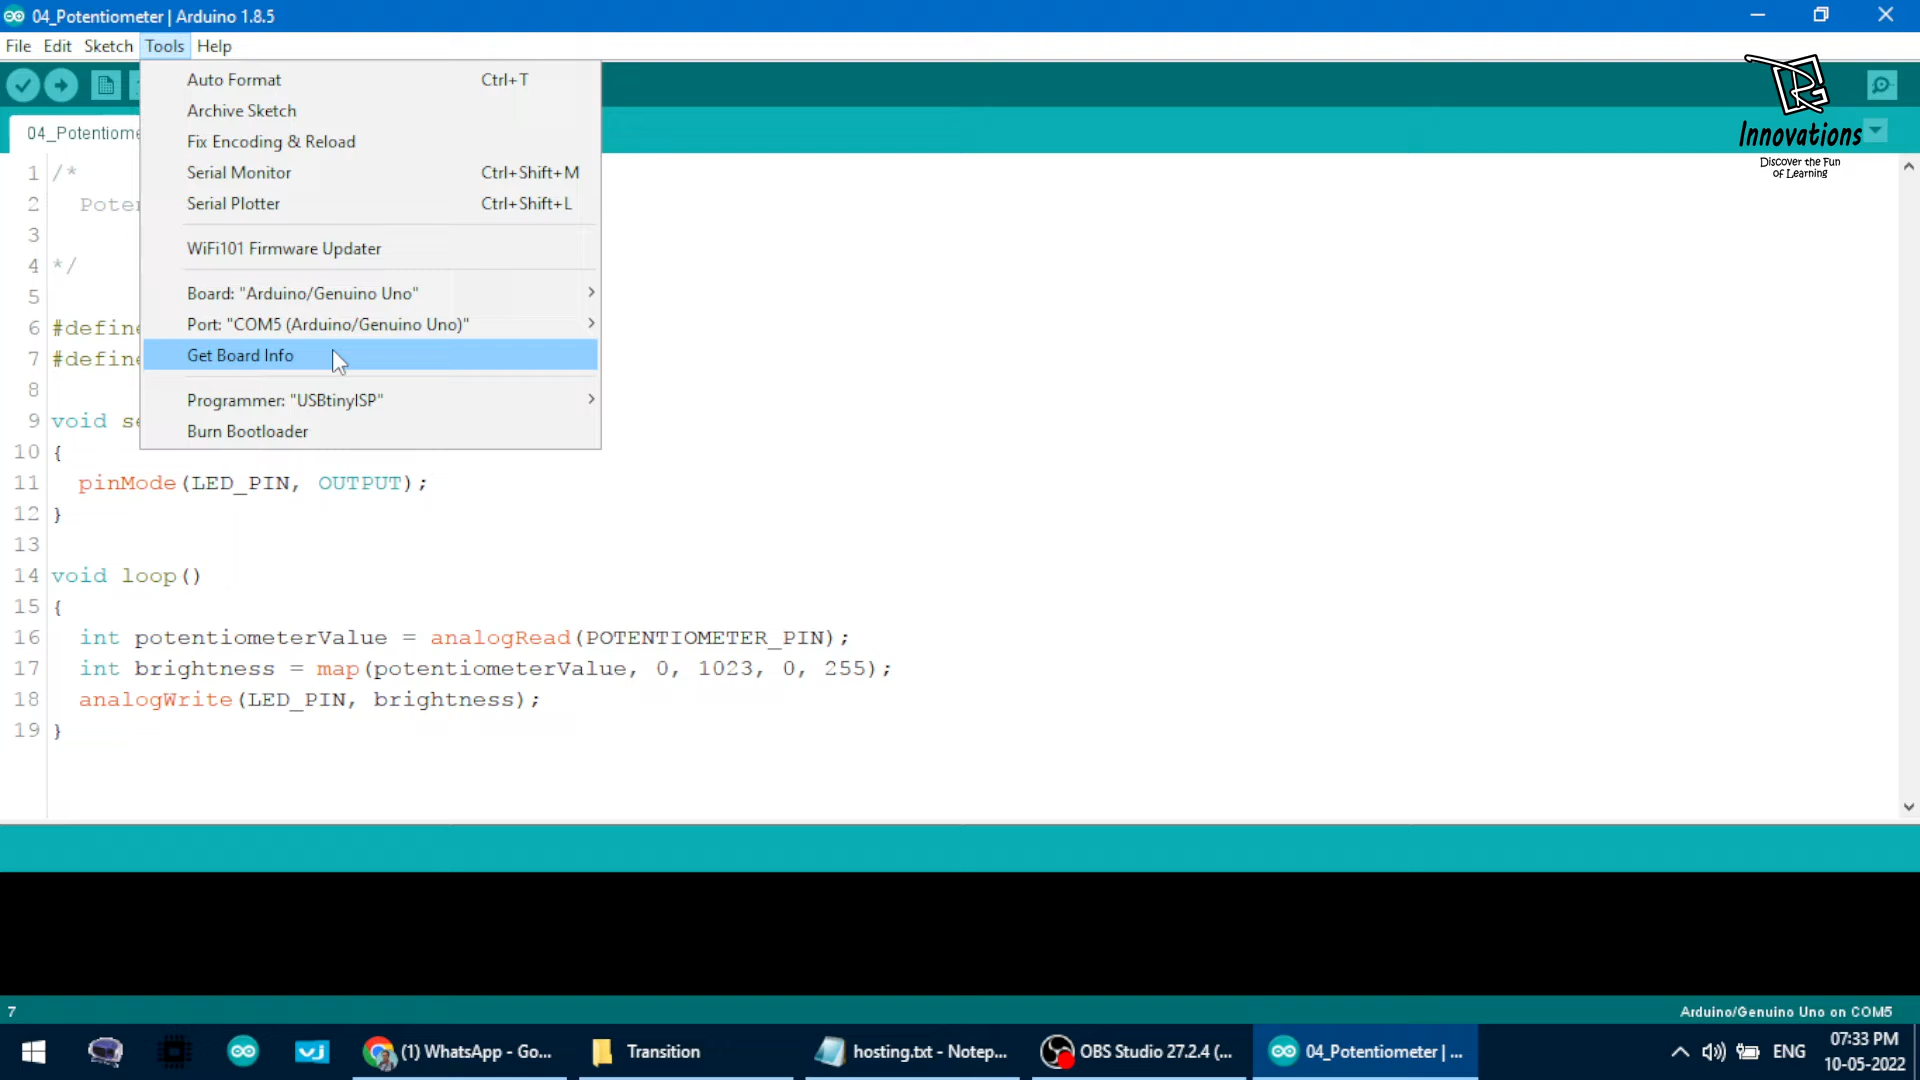 04_Potentiometer | Arduino 1.8.5
File Edit Sketch Tools Help
Auto Format Ctrl+T
Archive Sketch
Fix Encoding & Reload
Serial Monitor Ctrl+Shift+M
Serial Plotter Ctrl+Shift+L
WiFi101 Firmware Updater
Board: "Arduino/Genuino Uno"
Port: "COM5 (Arduino/Genuino Uno)"
Get Board Info
Programmer: "USBtinyISP"
Burn Bootloader
Innovations
Discover the Fun
of Learning
04_Potentiome
1 /*
2 Poten
3
4 */
5
6 #define
7 #define
8
9 void se
10 {
11 pinMode(LED_PIN, OUTPUT);
12 }
13
14 void loop()
15 {
16 int potentiometerValue = analogRead(POTENTIOMETER_PIN);
17 int brightness = map(potentiometerValue, 0, 1023, 0, 255);
18 analogWrite(LED_PIN, brightness);
19 }
7 Arduino/Genuino Uno on COM5
(1) WhatsApp - Go... Transition hosting.txt - Notep... OBS Studio 27.2.4 (... 04_Potentiometer | ... ENG
07:33 PM
10-05-2022